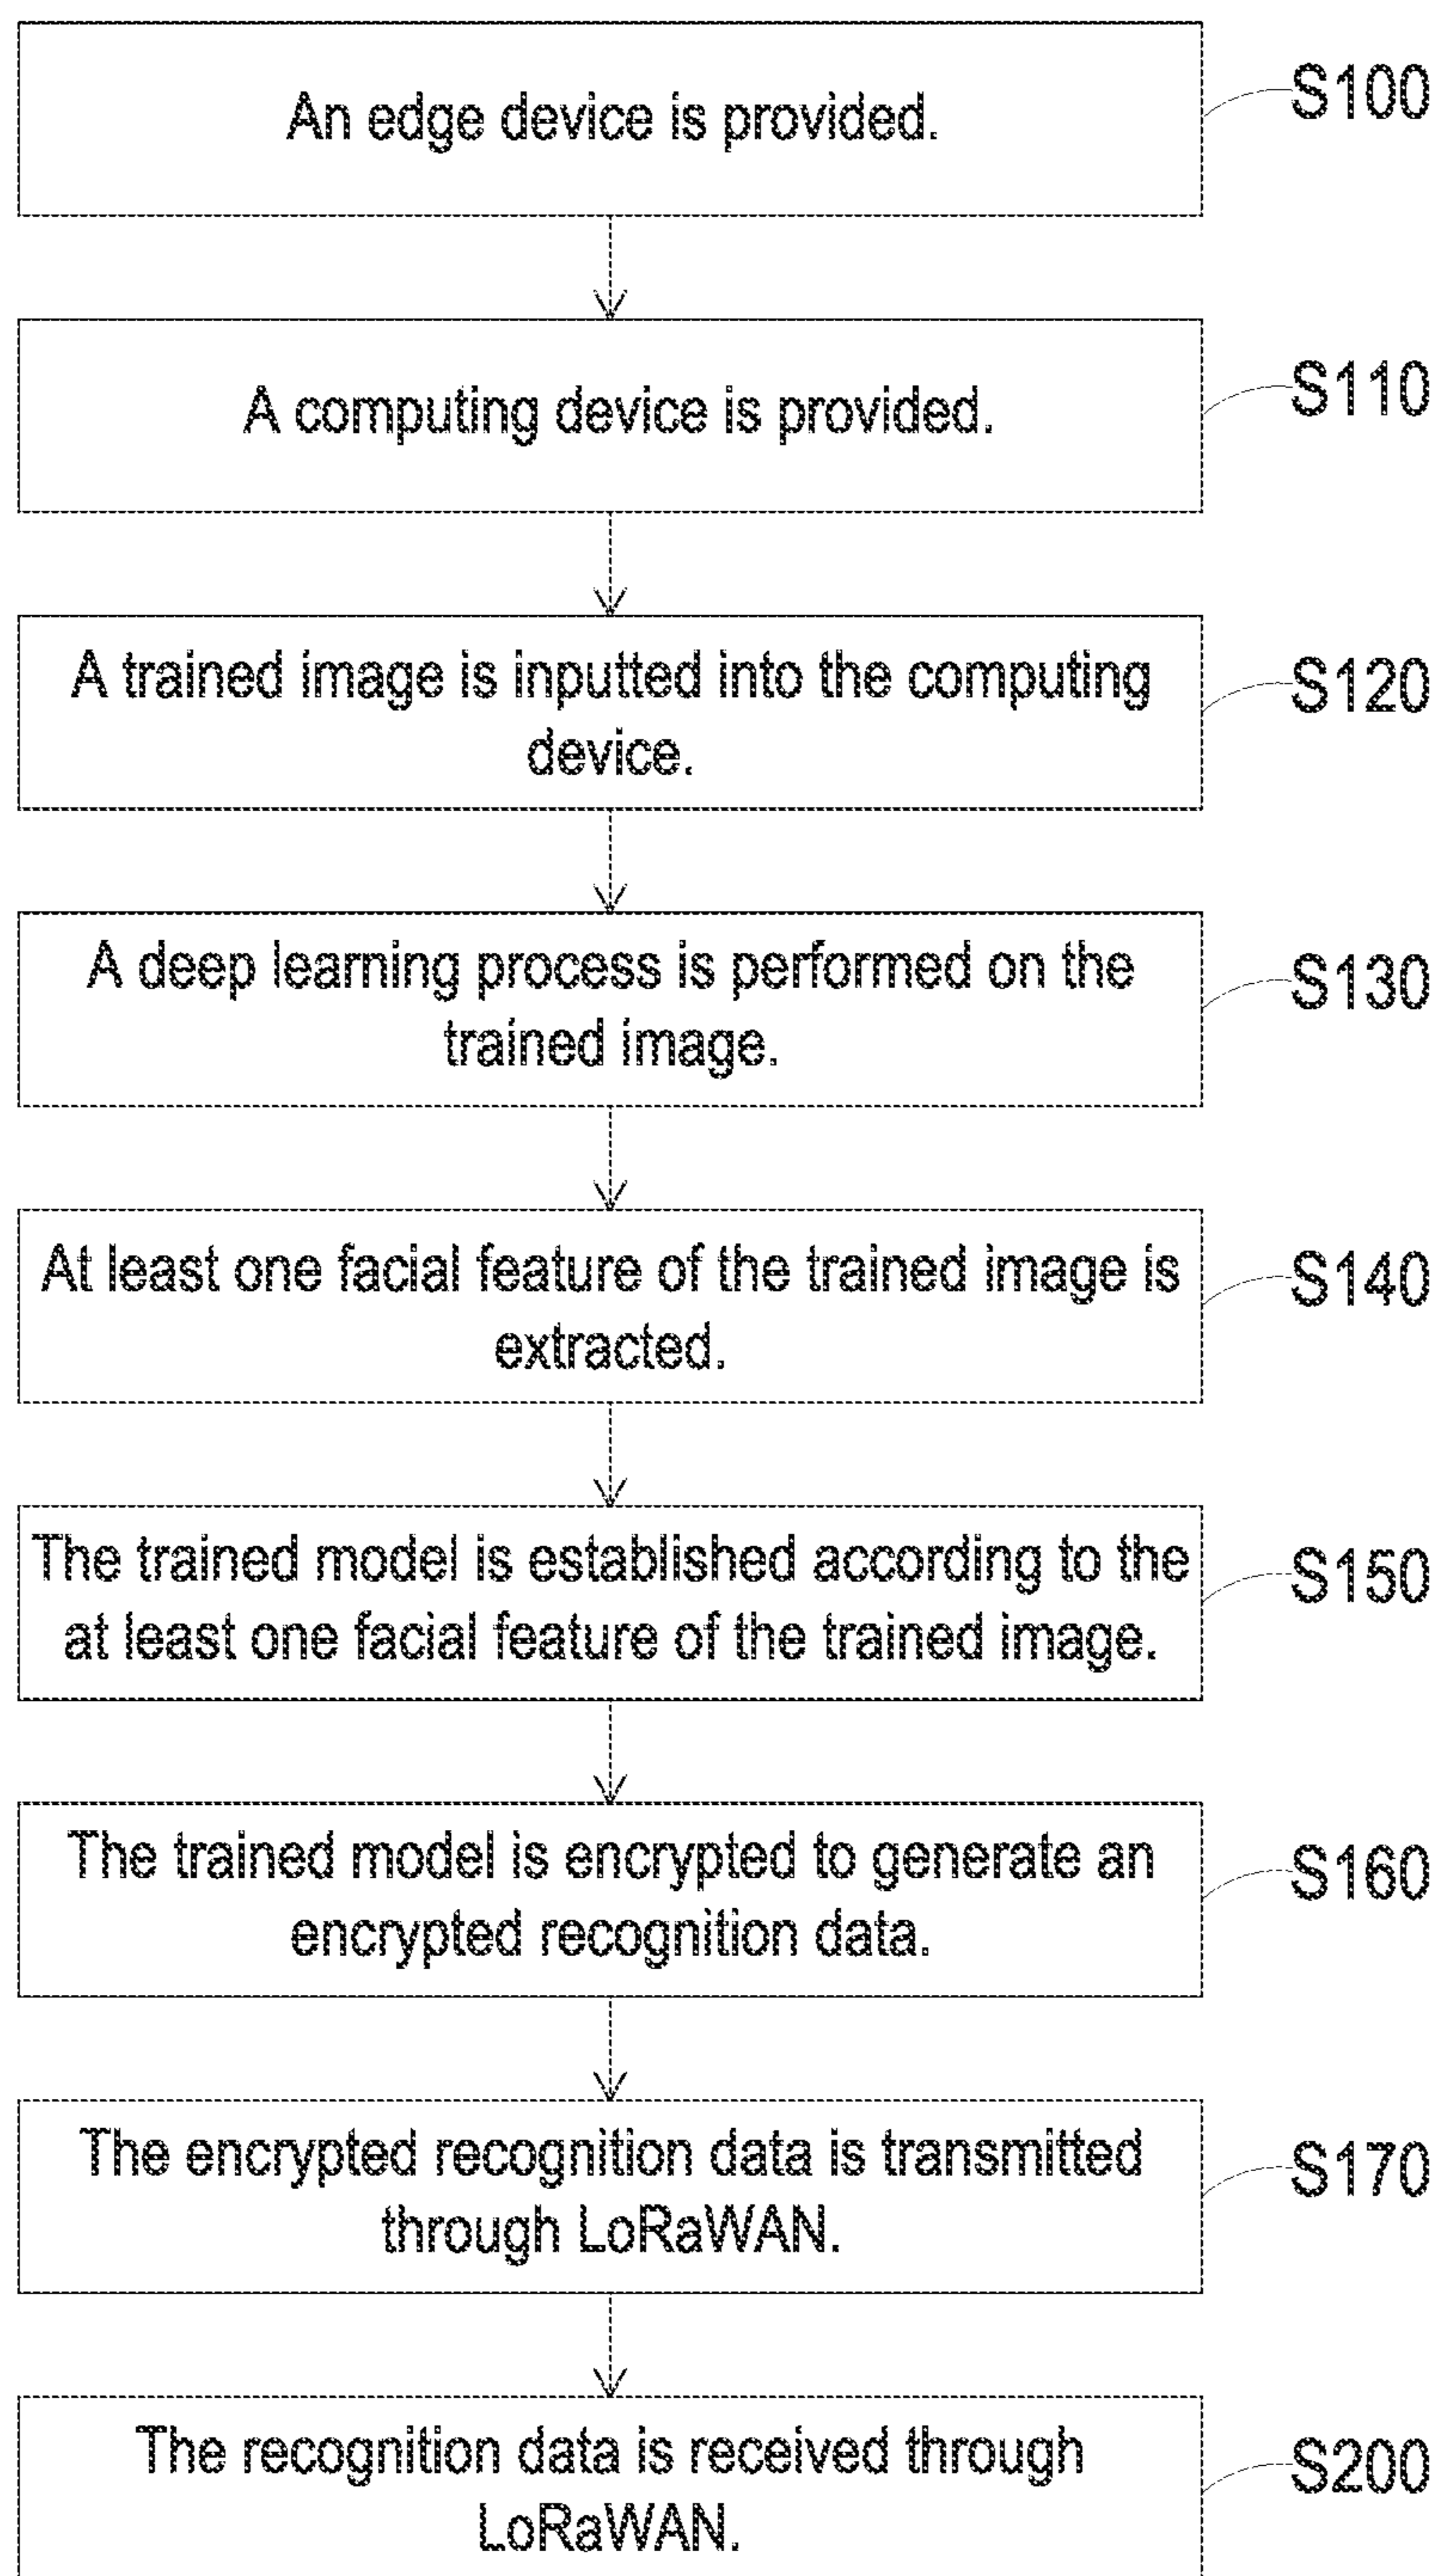 An edge device is provided.
S100
A computing device is provided.
S110
A trained image is inputted into the computing
device.
S120
A deep learning process is performed on the
trained image.
S130
At least one facial feature of the trained image is
extracted.
S140
The trained model is established according to the
at least one facial feature of the trained image.
S150
The trained model is encrypted to generate an
encrypted recognition data.
S160
The encrypted recognition data is transmitted
through LoRaWAN.
S170
The recognition data is received through
LoRaWAN.
S200